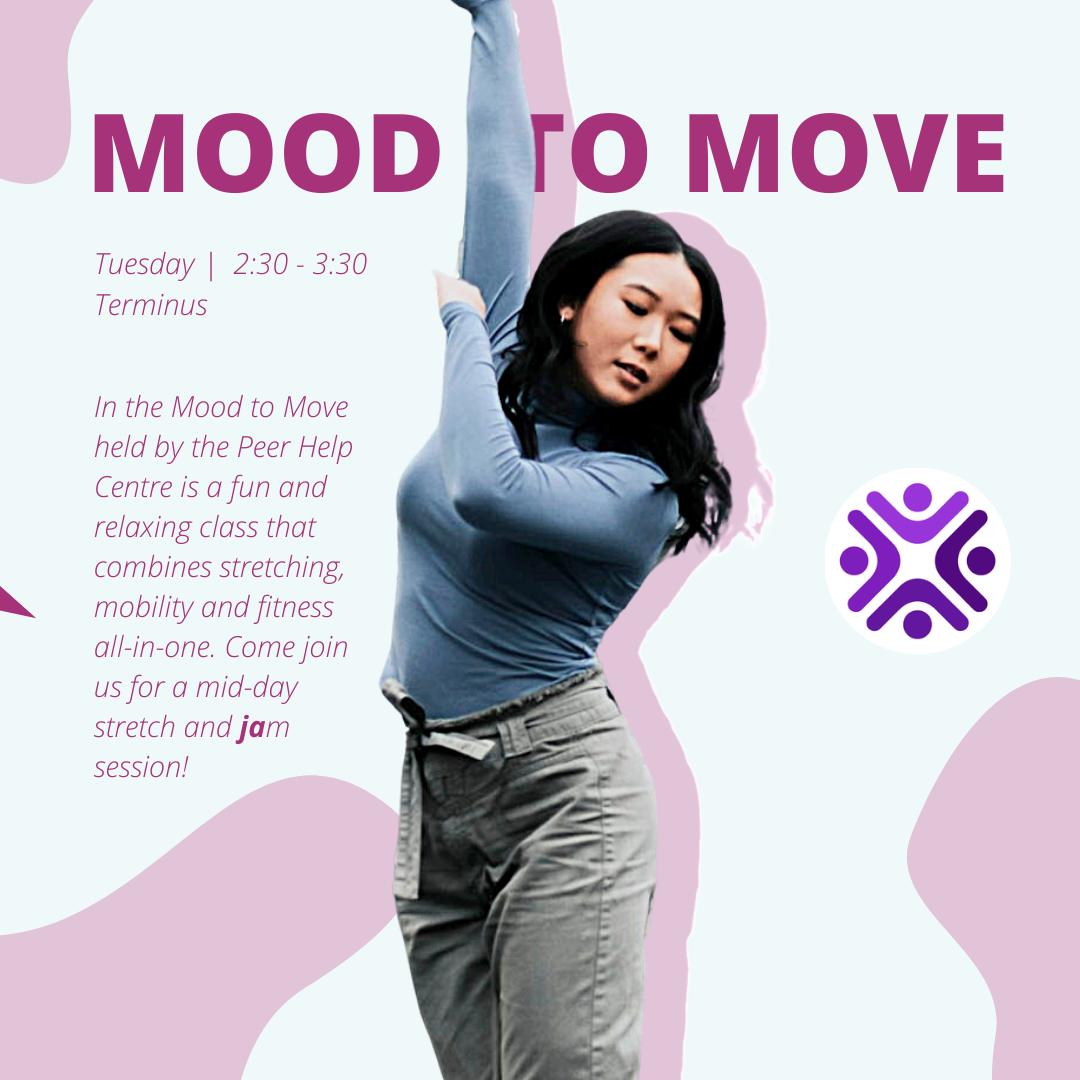 MOOD TO MOVE
Tuesday | 2:30 - 3:30
Terminus
In the Mood to Move
held by the Peer Help
Centre is a fun and
relaxing class that
combines stretching,
mobility and fitness
all-in-one. Come join
us for a mid-day
stretch and jam
session!